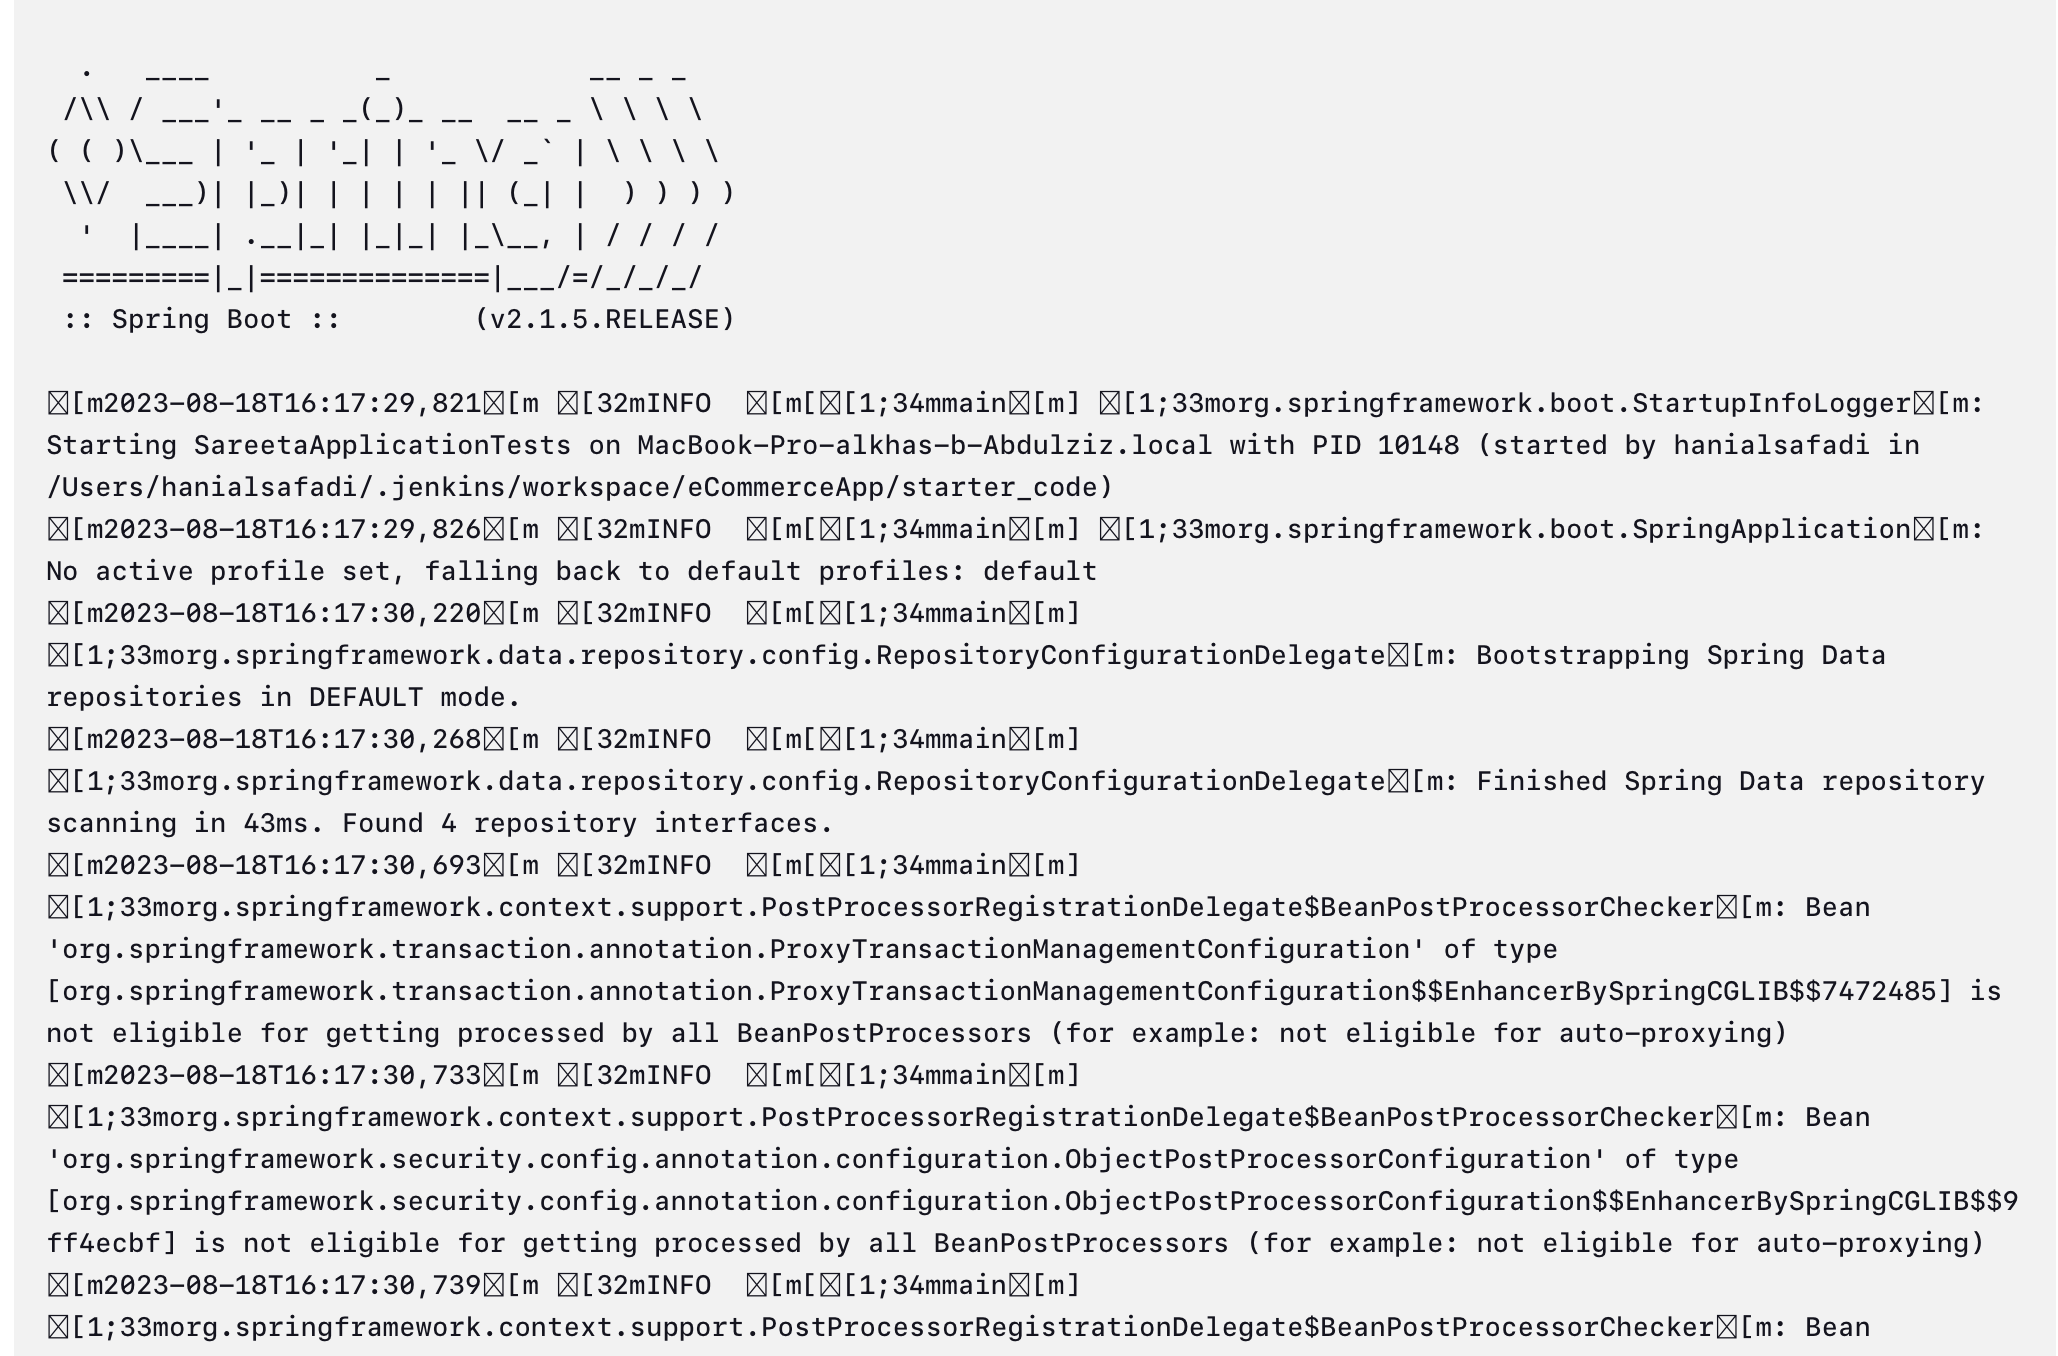 .   ____          _            __ _ _
 /\\ / ___'_ __ _ _(_)_ __  __ _ \ \ \ \
( ( )\___ | '_ | '_| | '_ \/ _` | \ \ \ \
 \\/  ___)| |_)| | | | | || (_| |  ) ) ) )
  '  |____| .__|_| |_|_| |_\__, | / / / /
 =========|_|==============|___/=/_/_/_/
 :: Spring Boot ::        (v2.1.5.RELEASE)

[m2023-08-18T16:17:29,821[m [32mINFO  [m[[1;34mmain[m] [1;33morg.springframework.boot.StartupInfoLogger[m:
Starting SareetaApplicationTests on MacBook-Pro-alkhas-b-Abdulziz.local with PID 10148 (started by hanialsafadi in
/Users/hanialsafadi/.jenkins/workspace/eCommerceApp/starter_code)
[m2023-08-18T16:17:29,826[m [32mINFO  [m[[1;34mmain[m] [1;33morg.springframework.boot.SpringApplication[m:
No active profile set, falling back to default profiles: default
[m2023-08-18T16:17:30,220[m [32mINFO  [m[[1;34mmain[m]
[1;33morg.springframework.data.repository.config.RepositoryConfigurationDelegate[m: Bootstrapping Spring Data
repositories in DEFAULT mode.
[m2023-08-18T16:17:30,268[m [32mINFO  [m[[1;34mmain[m]
[1;33morg.springframework.data.repository.config.RepositoryConfigurationDelegate[m: Finished Spring Data repository
scanning in 43ms. Found 4 repository interfaces.
[m2023-08-18T16:17:30,693[m [32mINFO  [m[[1;34mmain[m]
[1;33morg.springframework.context.support.PostProcessorRegistrationDelegate$BeanPostProcessorChecker[m: Bean
'org.springframework.transaction.annotation.ProxyTransactionManagementConfiguration' of type
[org.springframework.transaction.annotation.ProxyTransactionManagementConfiguration$$EnhancerBySpringCGLIB$$7472485] is
not eligible for getting processed by all BeanPostProcessors (for example: not eligible for auto-proxying)
[m2023-08-18T16:17:30,733[m [32mINFO  [m[[1;34mmain[m]
[1;33morg.springframework.context.support.PostProcessorRegistrationDelegate$BeanPostProcessorChecker[m: Bean
'org.springframework.security.config.annotation.configuration.ObjectPostProcessorConfiguration' of type
[org.springframework.security.config.annotation.configuration.ObjectPostProcessorConfiguration$$EnhancerBySpringCGLIB$$9
ff4ecbf] is not eligible for getting processed by all BeanPostProcessors (for example: not eligible for auto-proxying)
[m2023-08-18T16:17:30,739[m [32mINFO  [m[[1;34mmain[m]
[1;33morg.springframework.context.support.PostProcessorRegistrationDelegate$BeanPostProcessorChecker[m: Bean